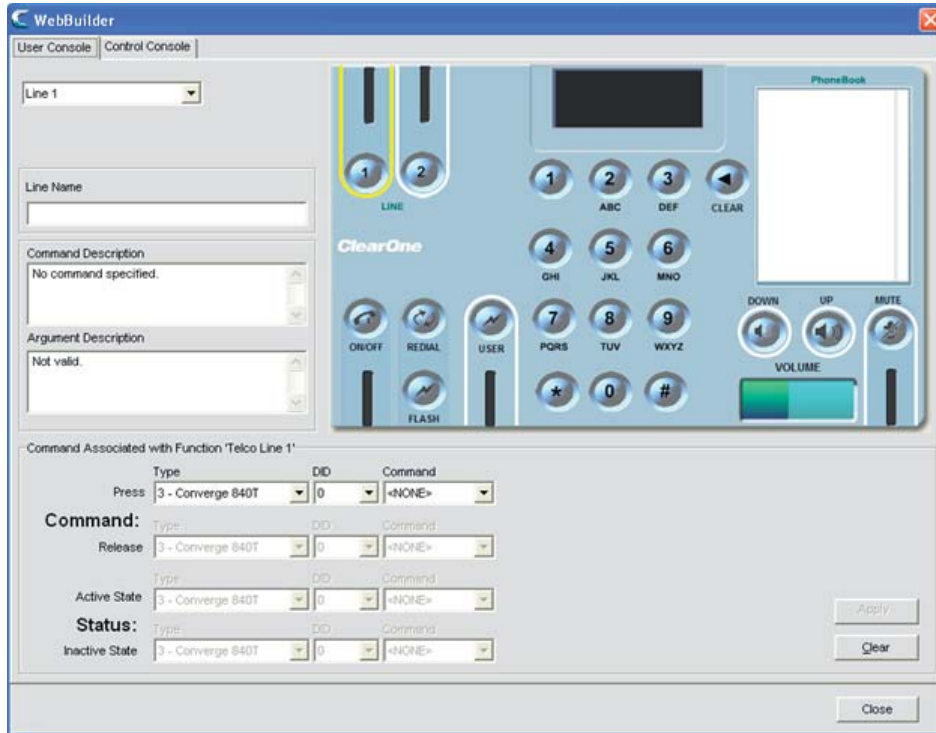 WebBuilder
User Console
Control Console
Line 1
Line Name
Command Description
No command specified.
Argument Description
Not valid.
PhoneBook
1
2
LINE
ClearOne
1
2
3
ABC
DEF
CLEAR
4
5
6
GHI
JKL
MNO
7
8
9
PQRS
TUV
WXYZ
*
0
#
ON/OFF
REDIAL
USER
FLASH
DOWN
UP
MUTE
VOLUME
Command Associated with Function 'Telco Line 1'
Type
DID
Command
Press
3 - Converge 840T
0
<NONE>
Command:
Type
DID
Command
Release
3 - Converge 840T
0
<NONE>
Type
DID
Command
Active State
3 - Converge 840T
0
<NONE>
Status:
Type
DID
Command
Inactive State
3 - Converge 840T
0
<NONE>
Apply
Clear
Close